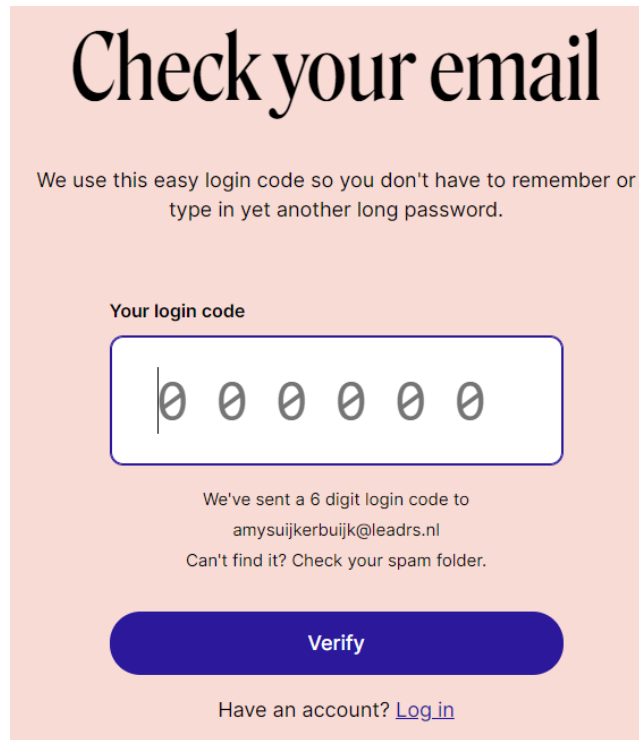 Check your email
We use this easy login code so you don't have to remember or
type in yet another long password.
Your login code
0 0 0 0 0 0
We've sent a 6 digit login code to
amysuijkerbuijk@leadrs.nl
Can't find it? Check your spam folder.
Verify
Have an account? Log in